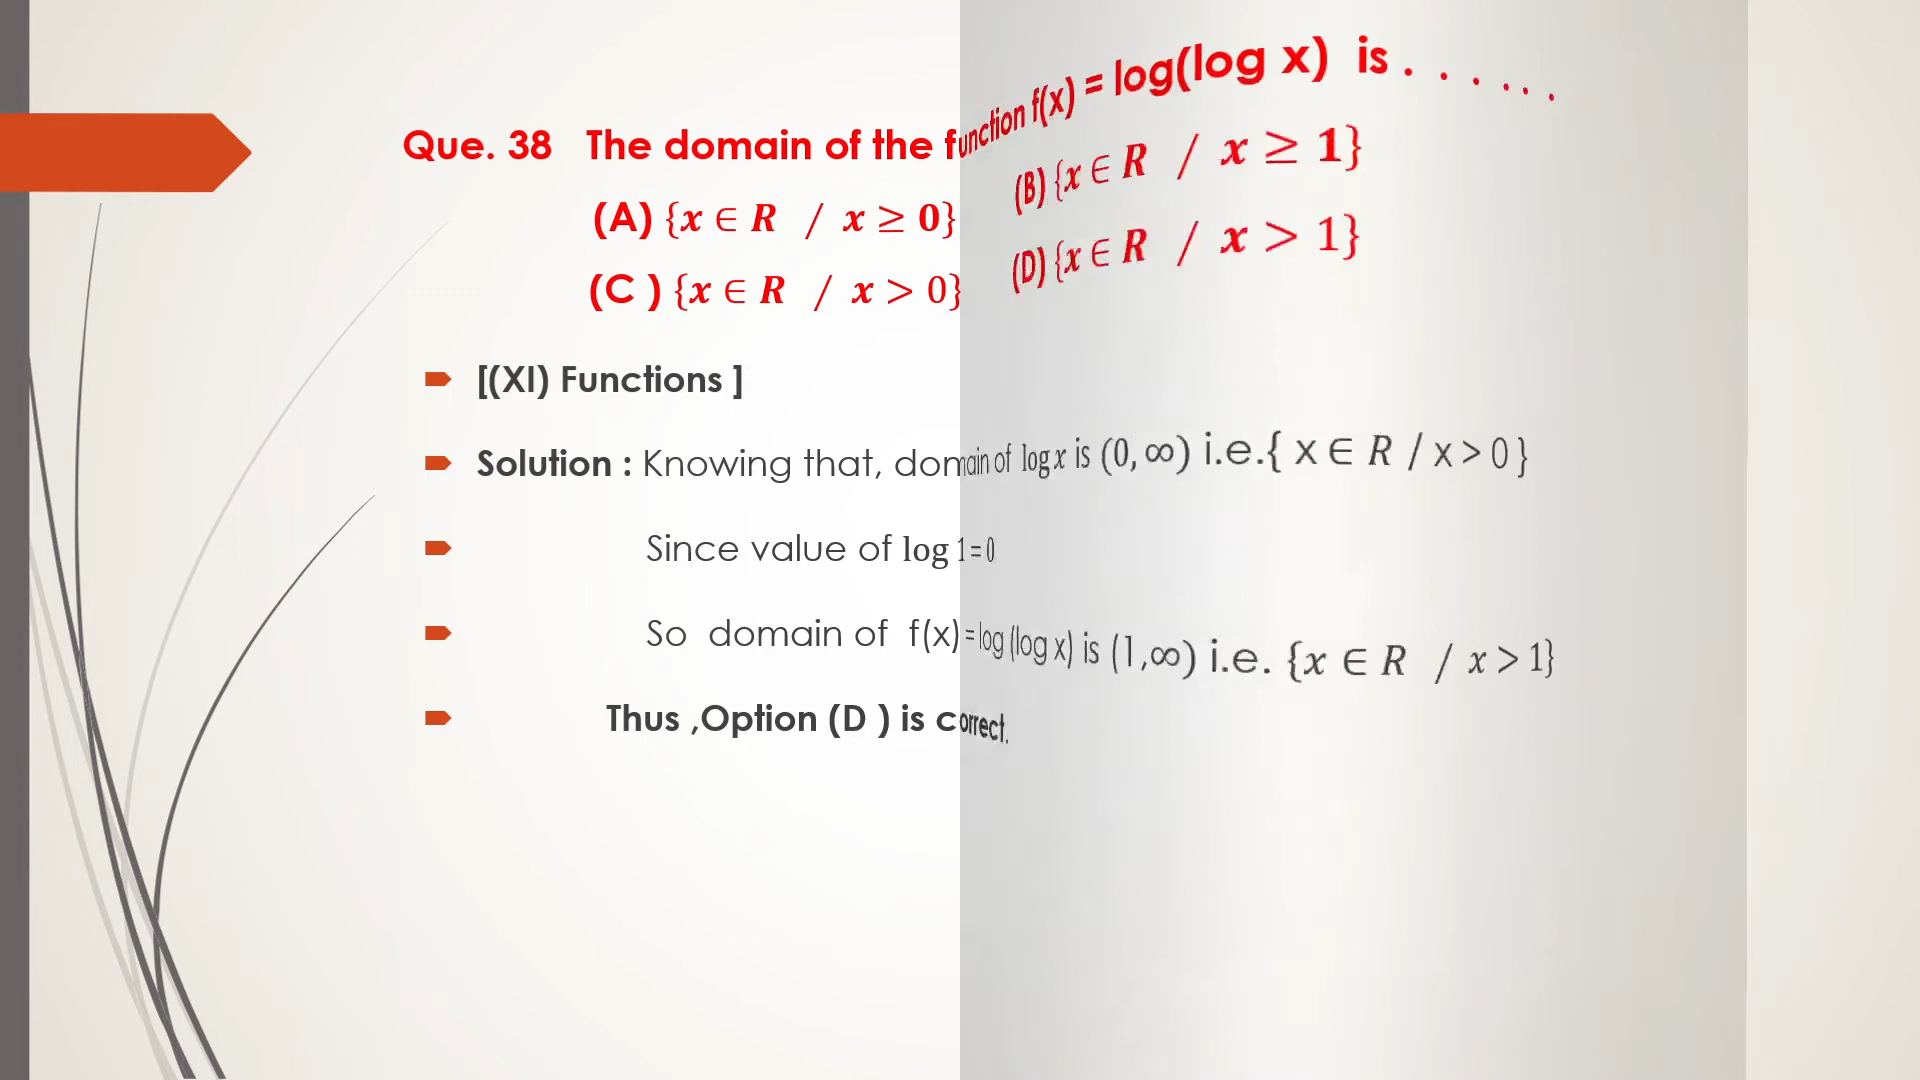 Que. 38 The domain of the function f(x) = log(log x) is . . . . . .
(A) {x ∈ R / x ≥ 0} (B) {x ∈ R / x ≥ 1}
(C ) {x ∈ R / x > 0} (D) {x ∈ R / x > 1}
[(XI) Functions ]
Solution : Knowing that, domain of log x is (0, ∞) i.e.{ x ∈ R / x > 0 }
Since value of log 1 = 0
So domain of f(x) = log (log x) is (1,∞) i.e. {x ∈ R / x > 1}
Thus ,Option (D ) is correct.